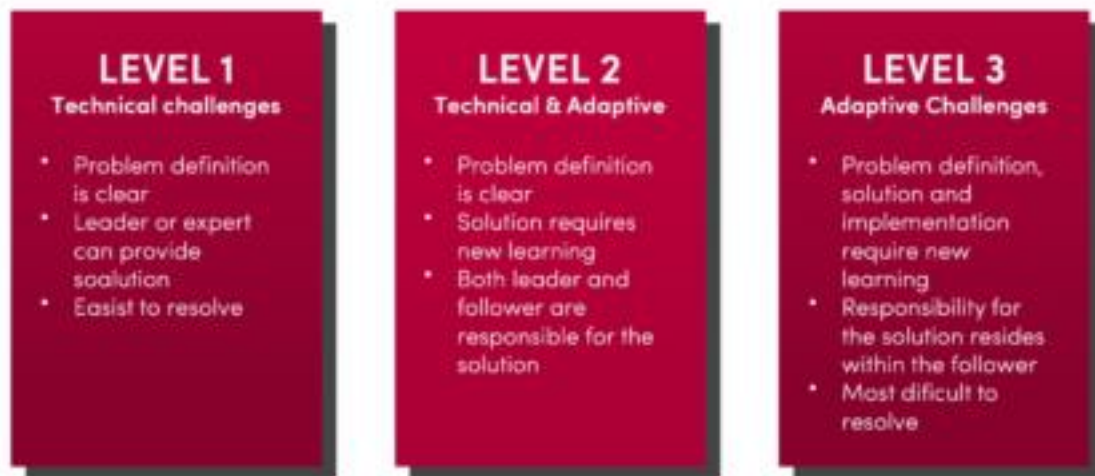 LEVEL 1
Technical challenges
• Problem definition
is clear
• Leader or expert
can provide
soalution
• Easist to resolve
LEVEL 2
Technical & Adaptive
• Problem definition
is clear
• Solution requires
new learning
• Both leader and
follower are
responsible for the
solution
LEVEL 3
Adaptive Challenges
• Problem definition,
solution and
implementation
require new
learning
• Responsibility for
the solution resides
within the follower
• Most dificult to
resolve